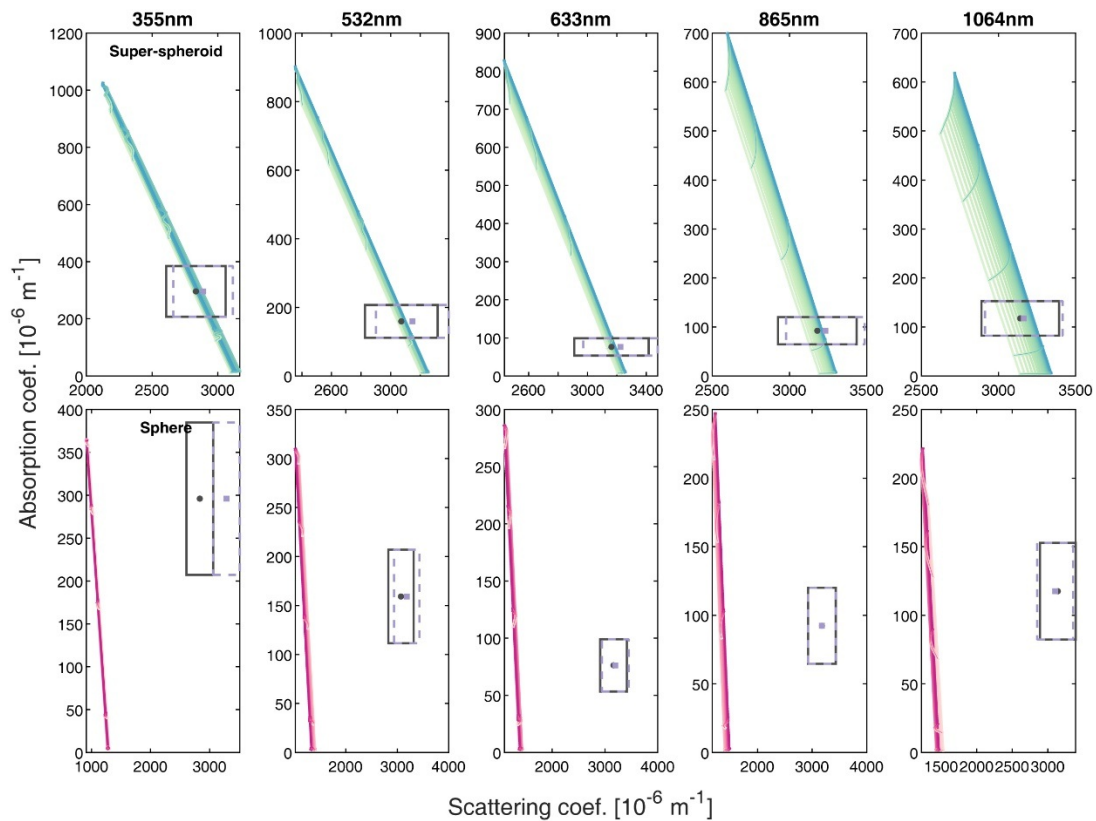 355nm 532nm 633nm 865nm 1064nm
Super-spheroid
1200 1000 800 600 400 200 0
2000 2500 3000
1000 800 600 400 200 0
2400 2600 2800 3000 3200
900 800 700 600 500 400 300 200 100 0
2600 2800 3000 3200 3400
700 600 500 400 300 200 100 0
2500 3000 3500
700 600 500 400 300 200 100 0
2500 3000 3500
Absorption coef. [10⁻⁶ m⁻¹]
Sphere
400 350 300 250 200 150 100 50 0
1000 1500 2000 2500 3000
350 300 250 200 150 100 50 0
2000 3000 4000
300 250 200 150 100 50 0
2000 3000 4000
250 200 150 100 50 0
2000 3000 4000
250 200 150 100 50 0
1500 2000 2500 3000
Scattering coef. [10⁻⁶ m⁻¹]